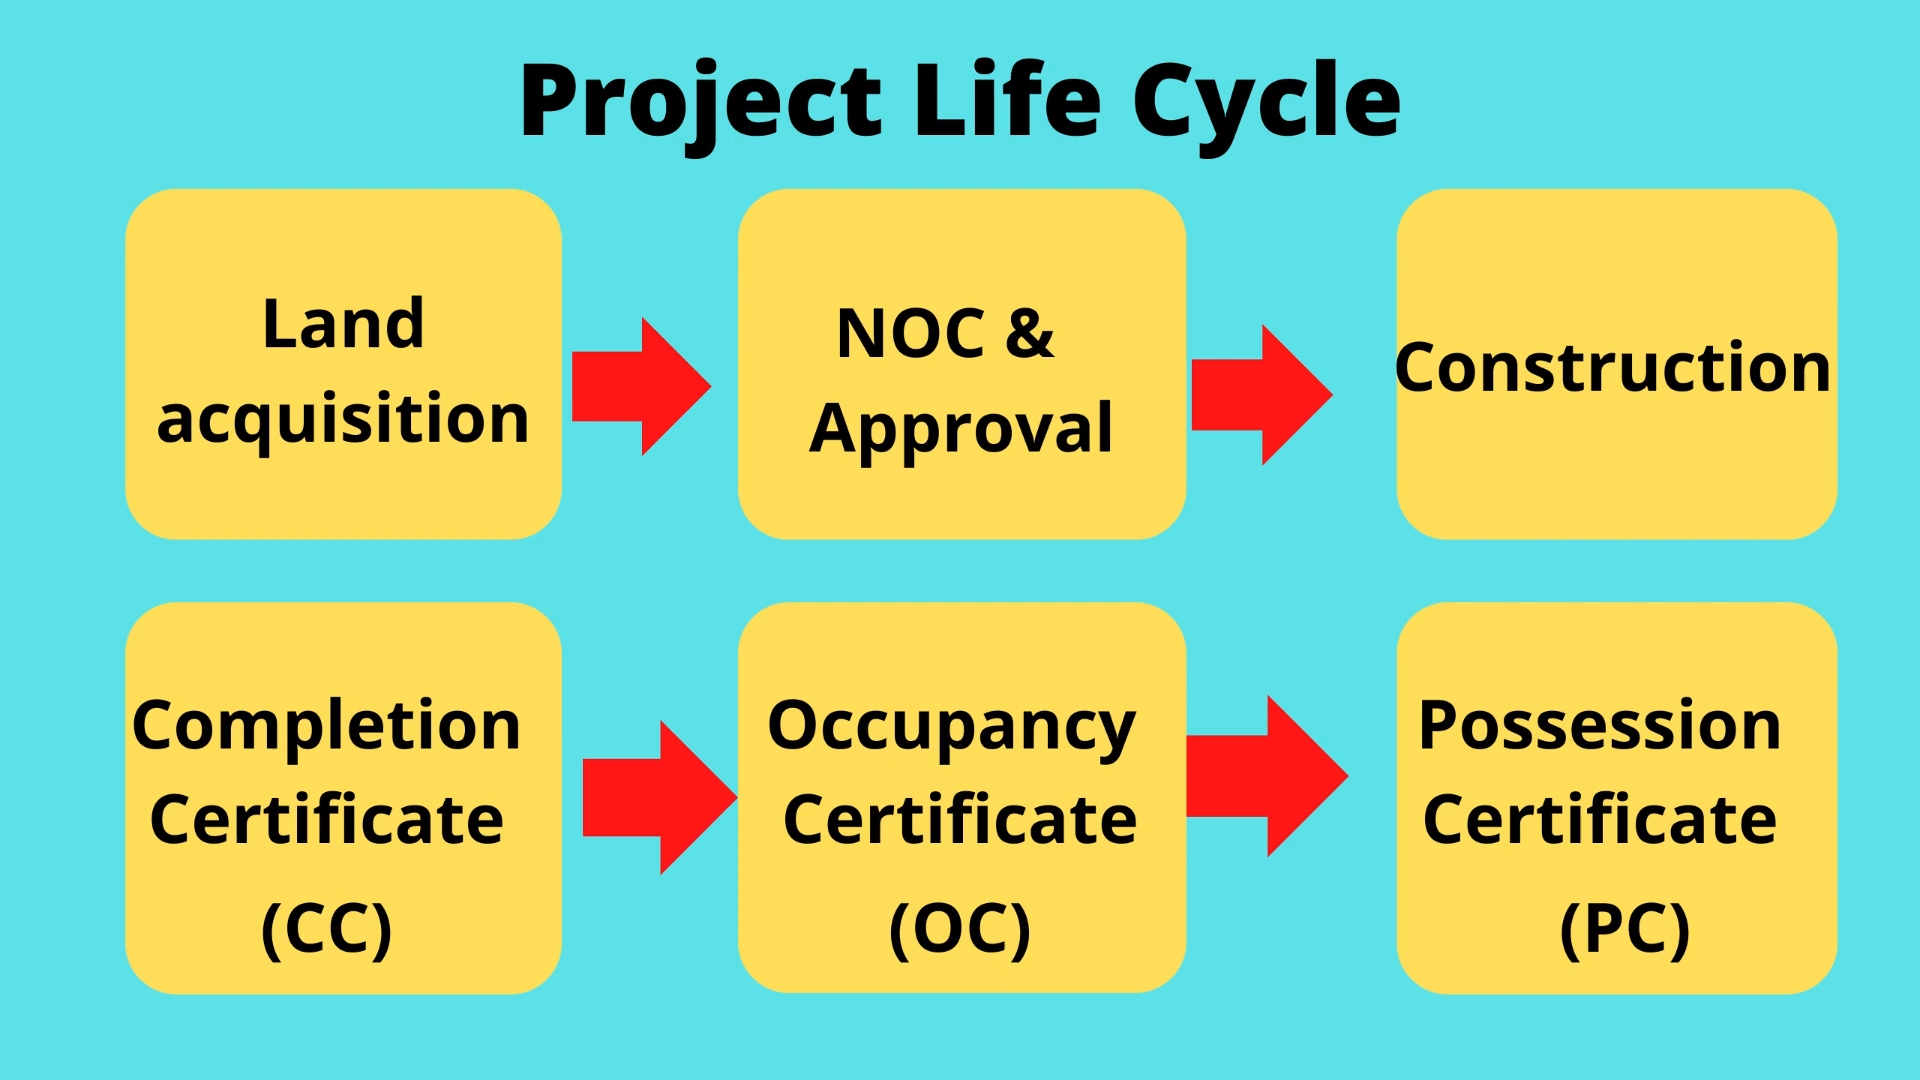 Project Life Cycle
Land
acquisition
NOC &
Approval
Construction
Completion
Certificate
(CC)
Occupancy
Certificate
(OC)
Possession
Certificate
(PC)